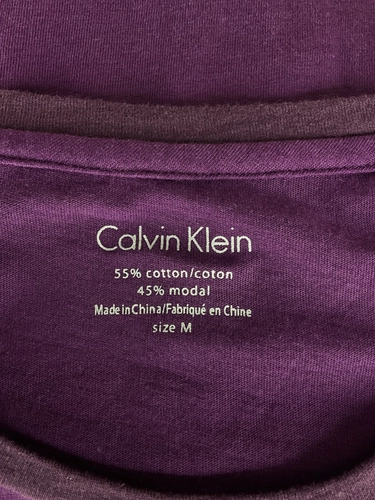 Calvin Klein
55% cotton/coton
45% modal
Made in China/Fabriqué en Chine
size M